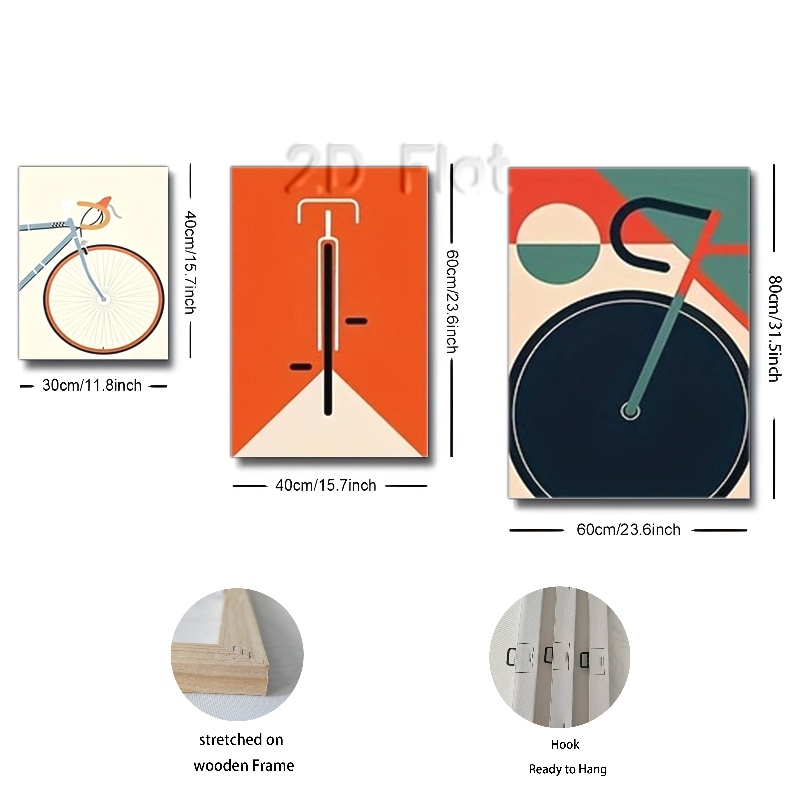 2D Flat
40cm/15.7inch
30cm/11.8inch
60cm/23.6inch
40cm/15.7inch
80cm/31.5inch
60cm/23.6inch
stretched on
wooden Frame
Hook
Ready to Hang